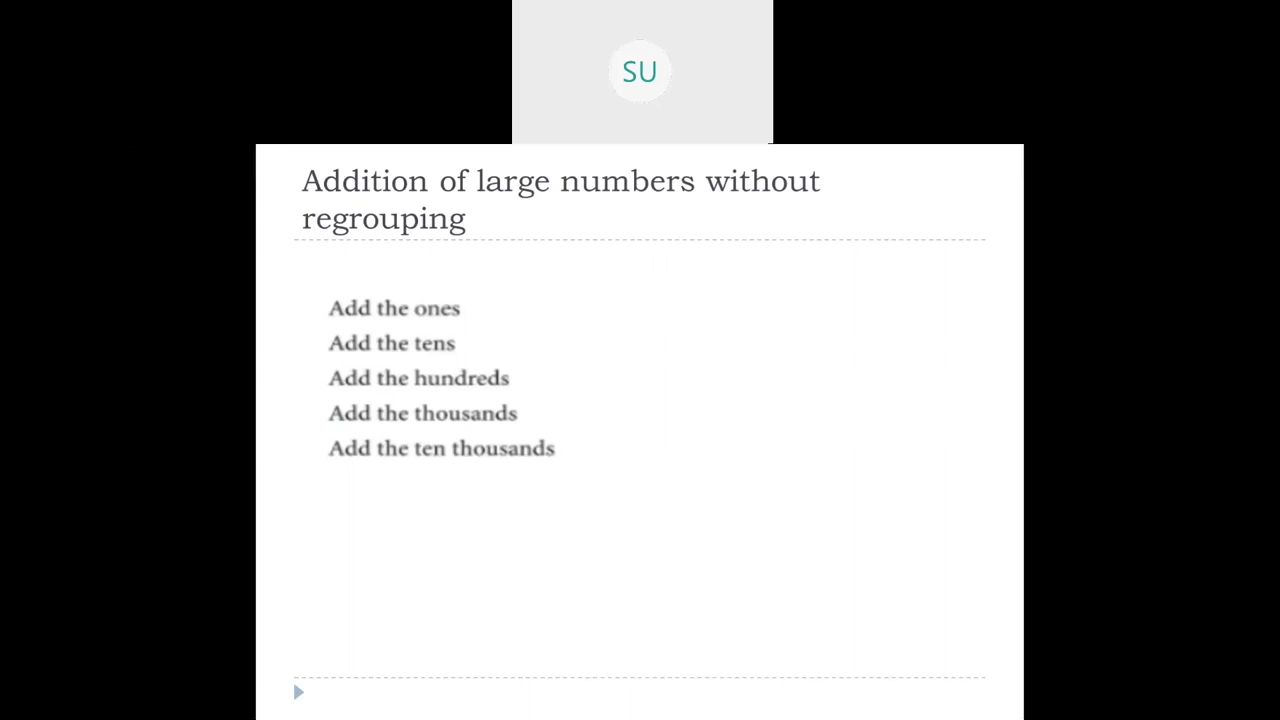 SU
Addition of large numbers without
regrouping
Add the ones
Add the tens
Add the hundreds
Add the thousands
Add the ten thousands